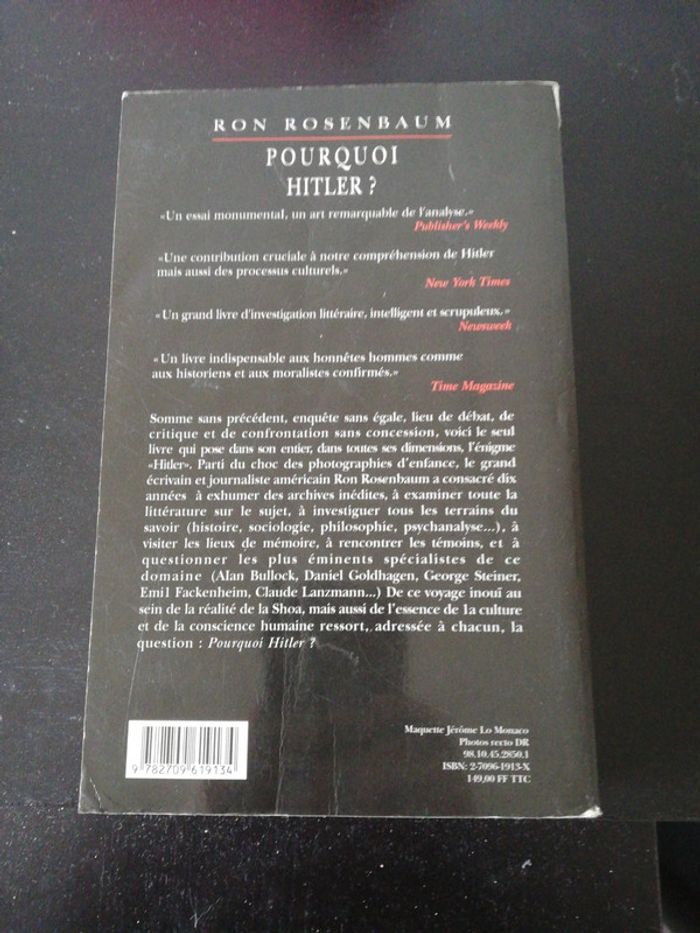 RON ROSENBAUM
POURQUOI
HITLER ?
«Un essai monumental, un art remarquable de l'analyse.»
Publisher's Weekly
«Une contribution cruciale à notre compréhension de Hitler
mais aussi des processus culturels.»
New York Times
«Un grand livre d'investigation littéraire, intelligent et scrupuleux.»
Newsweek
«Un livre indispensable aux honnêtes hommes comme
aux historiens et aux moralistes confirmés.»
Time Magazine
Somme sans précédent, enquête sans égale, lieu de débat, de
critique et de confrontation sans concession, voici le seul
livre qui pose dans son entier, dans toutes ses dimensions, l'énigme
«Hitler». Parti du choc des photographies d'enfance, le grand
écrivain et journaliste américain Ron Rosenbaum a consacré dix
années à exhumer des archives inédites, à examiner toute la
littérature sur le sujet, à investiguer tous les terrains du
savoir (histoire, sociologie, philosophie, psychanalyse...), à
visiter les lieux de mémoire, à rencontrer les témoins, et à
questionner les plus éminents spécialistes de ce
domaine (Alan Bullock, Daniel Goldhagen, George Steiner,
Emil Fackenheim, Claude Lanzmann...) De ce voyage inouï au
sein de la réalité de la Shoa, mais aussi de l'essence de la culture
et de la conscience humaine ressort, adressée à chacun, la
question : Pourquoi Hitler ?
Maquette Jérôme Lo Monaco
Photos recto DR
98.10.45.2850.1
ISBN: 2-7096-1913-X
149,00 FF TTC
9 782709 619134